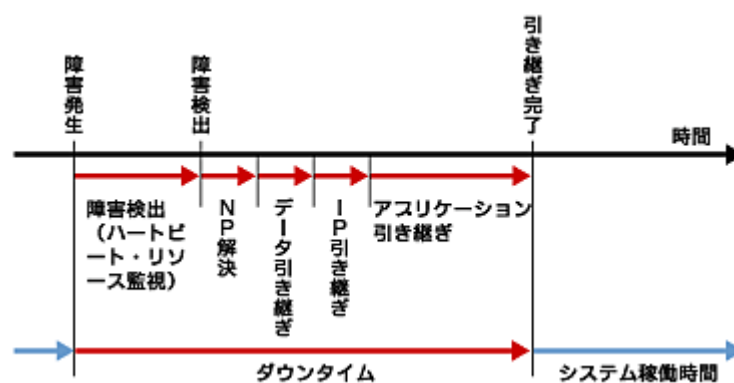 障害発生
障害検出
引き継ぎ完了
時間
障害検出
（ハートビ
ート・リソ
ース監視）
NP解決
データ引き継ぎ
IP引き継ぎ
アプリケーション
引き継ぎ
ダウンタイム
システム稼働時間